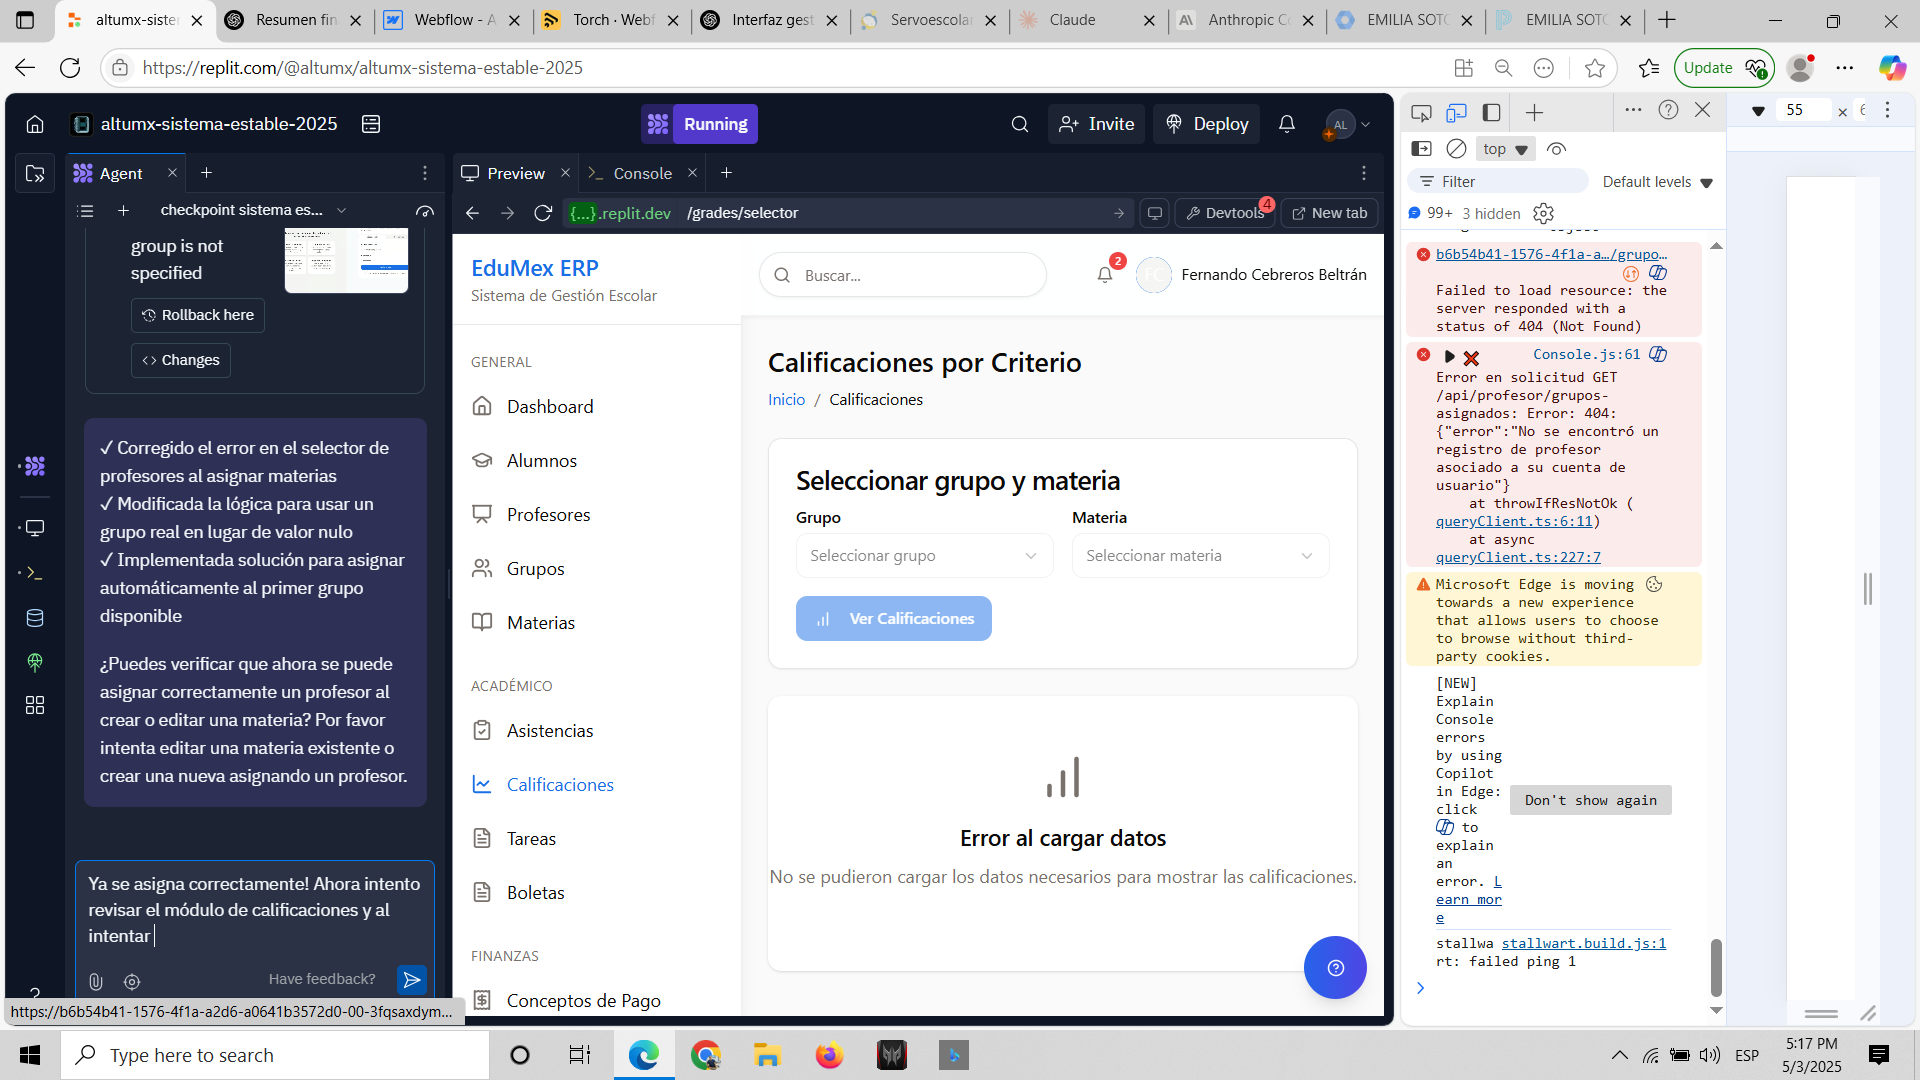 altumx-siste
Resumen fin
Webflow - A
Torch · Webf
Interfaz gest
Servoescolar
Claude
Anthropic Co
EMILIA SOTO
EMILIA SOTO
https://replit.com/@altumx/altumx-sistema-estable-2025
Update
altumx-sistema-estable-2025
Running
Invite
Deploy
AL
Agent
Preview
Console
checkpoint sistema es...
{...}.replit.dev
/grades/selector
Devtools
4
New tab
group is not
specified
Rollback here
Changes
✓ Corregido el error en el selector de
profesores al asignar materias
✓ Modificada la lógica para usar un
grupo real en lugar de valor nulo
✓ Implementada solución para asignar
automáticamente al primer grupo
disponible
¿Puedes verificar que ahora se puede
asignar correctamente un profesor al
crear o editar una materia? Por favor
intenta editar una materia existente o
crear una nueva asignando un profesor.
Ya se asigna correctamente! Ahora intento
revisar el módulo de calificaciones y al
intentar
Have feedback?
https://b6b54b41-1576-4f1a-a2d6-a0641b3572d0-00-3fqsaxdym...
EduMex ERP
Sistema de Gestión Escolar
Buscar...
2
FC
Fernando Cebreros Beltrán
GENERAL
Dashboard
Alumnos
Profesores
Grupos
Materias
ACADÉMICO
Asistencias
Calificaciones
Tareas
Boletas
FINANZAS
Conceptos de Pago
Calificaciones por Criterio
Inicio / Calificaciones
Seleccionar grupo y materia
Grupo
Materia
Seleccionar grupo
Seleccionar materia
Ver Calificaciones
Error al cargar datos
No se pudieron cargar los datos necesarios para mostrar las calificaciones.
top
Filter
Default levels
99+
3 hidden
b6b54b41-1576-4f1a-a…/grupo…
Failed to load resource: the
server responded with a
status of 404 (Not Found)
Console.js:61
Error en solicitud GET
/api/profesor/grupos-
asignados: Error: 404:
{"error":"No se encontró un
registro de profesor
asociado a su cuenta de
usuario"}
at throwIfResNotOk (
queryClient.ts:6:11)
at async
queryClient.ts:227:7
Microsoft Edge is moving
towards a new experience
that allows users to choose
to browse without third-
party cookies.
[NEW]
Explain
Console
errors
by using
Copilot
in Edge:
click
to
explain
an
error. L
earn mor
e
Don't show again
stallwa stallwart.build.js:1
rt: failed ping 1
55
×
Type here to search
ESP
5:17 PM
5/3/2025